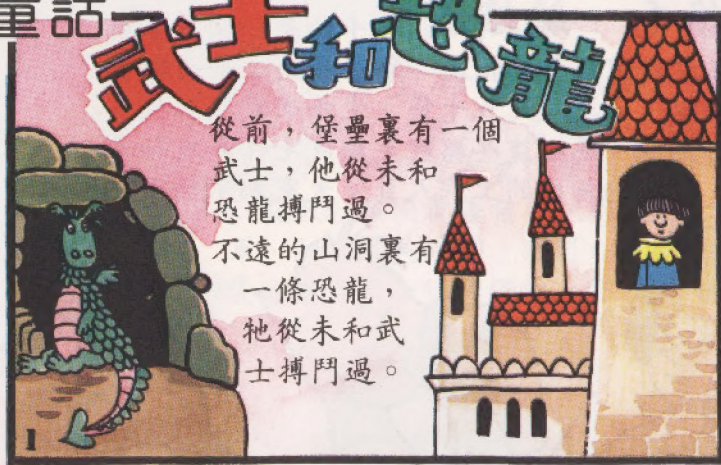 童話
武士和恐龍
從前，堡壘裏有一個
武士，他從未和
恐龍搏鬥過。
不遠的山洞裏有
一條恐龍，
牠從未和武
士搏鬥過。
1